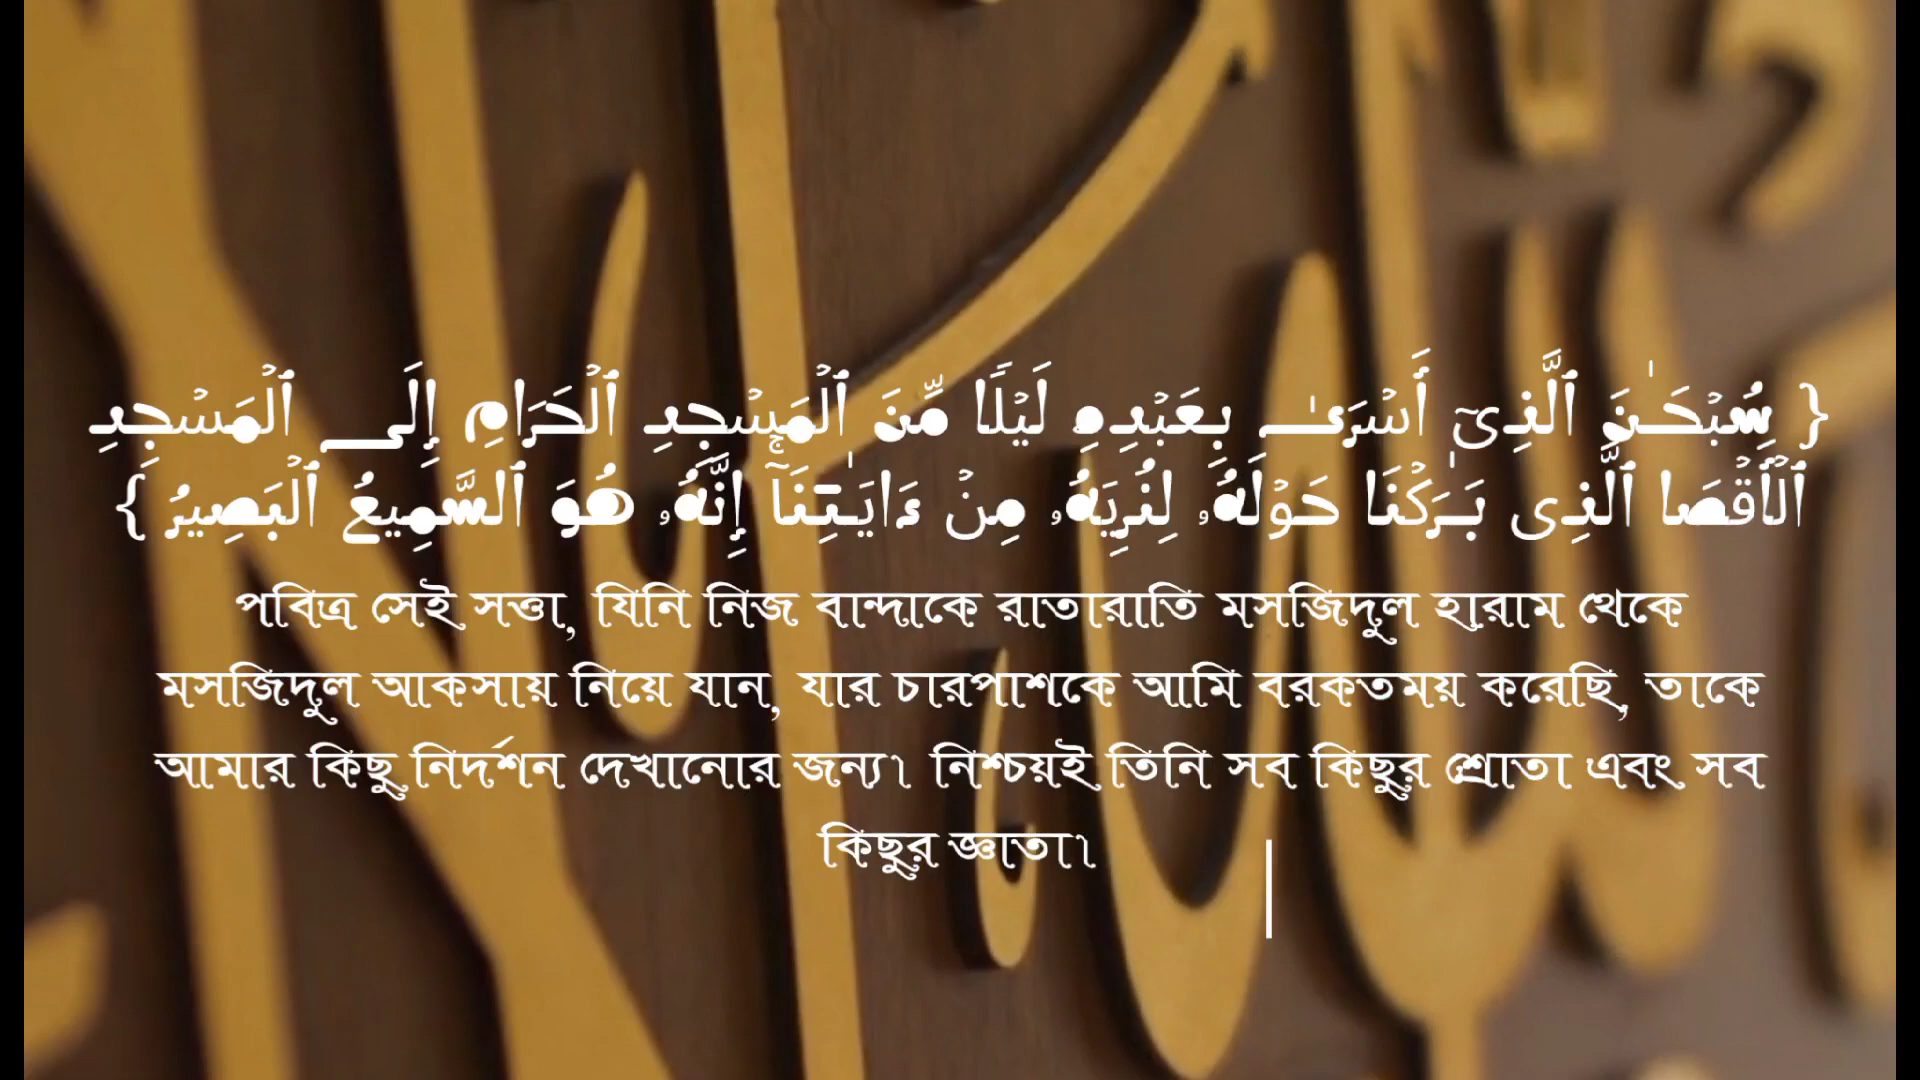 { سُبْحَـٰنَ ٱلَّذِىٓ أَسْرَىٰ بِعَبْدِهِۦ لَيْلًا مِّنَ ٱلْمَسْجِدِ ٱلْحَرَامِ إِلَى ٱلْمَسْجِدِ
ٱلْأَقْصَا ٱلَّذِى بَـٰرَكْنَا حَوْلَهُۥ لِنُرِيَهُۥ مِنْ ءَايَـٰتِنَآ ۚ إِنَّهُۥ هُوَ ٱلسَّمِيعُ ٱلْبَصِيرُ }
পবিত্র সেই সত্তা, যিনি নিজ বান্দাকে রাতারাতি মসজিদুল হারাম থেকে
মসজিদুল আকসায় নিয়ে যান, যার চারপাশকে আমি বরকতময় করেছি, তাকে
আমার কিছু নির্দশন দেখানোর জন্য। নিশ্চয়ই তিনি সব কিছুর শ্রোতা এবং সব
কিছুর জ্ঞাতা।